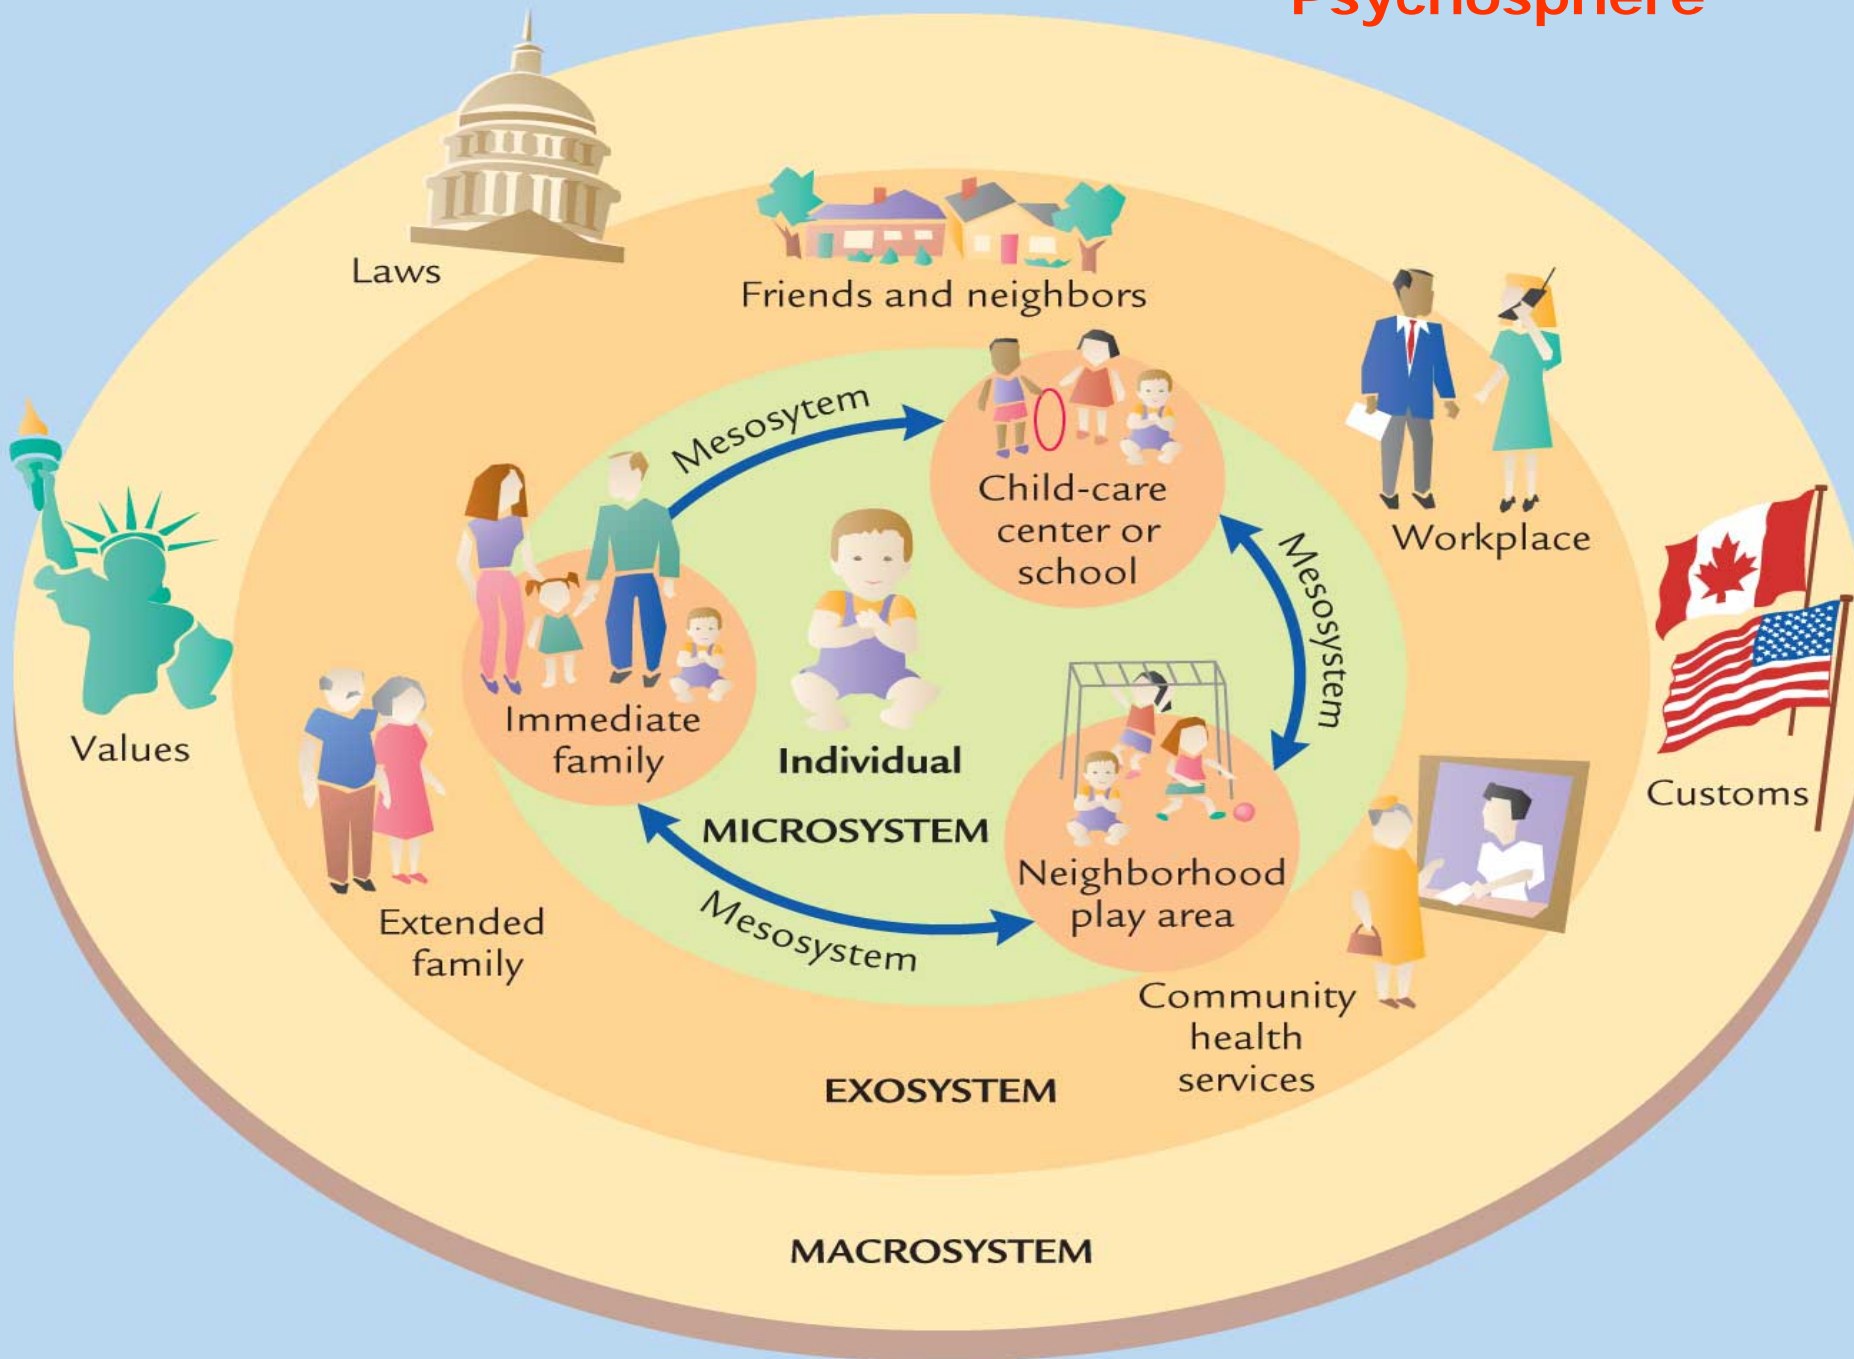 Psychosphere
Laws
Friends and neighbors
Mesosytem
Child-care
center or
school
Workplace
Mesosystem
Values
Immediate
family
Individual
MICROSYSTEM
Customs
Neighborhood
play area
Mesosystem
Extended
family
Community
health
services
EXOSYSTEM
MACROSYSTEM